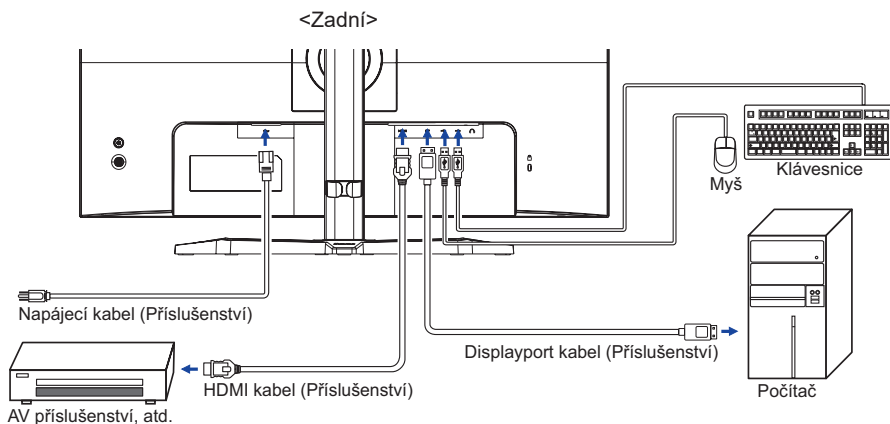 <Zadní>
Klávesnice
Myš
Napájecí kabel (Příslušenství)
Displayport kabel (Příslušenství)
HDMI kabel (Příslušenství)
Počítač
AV příslušenství, atd.